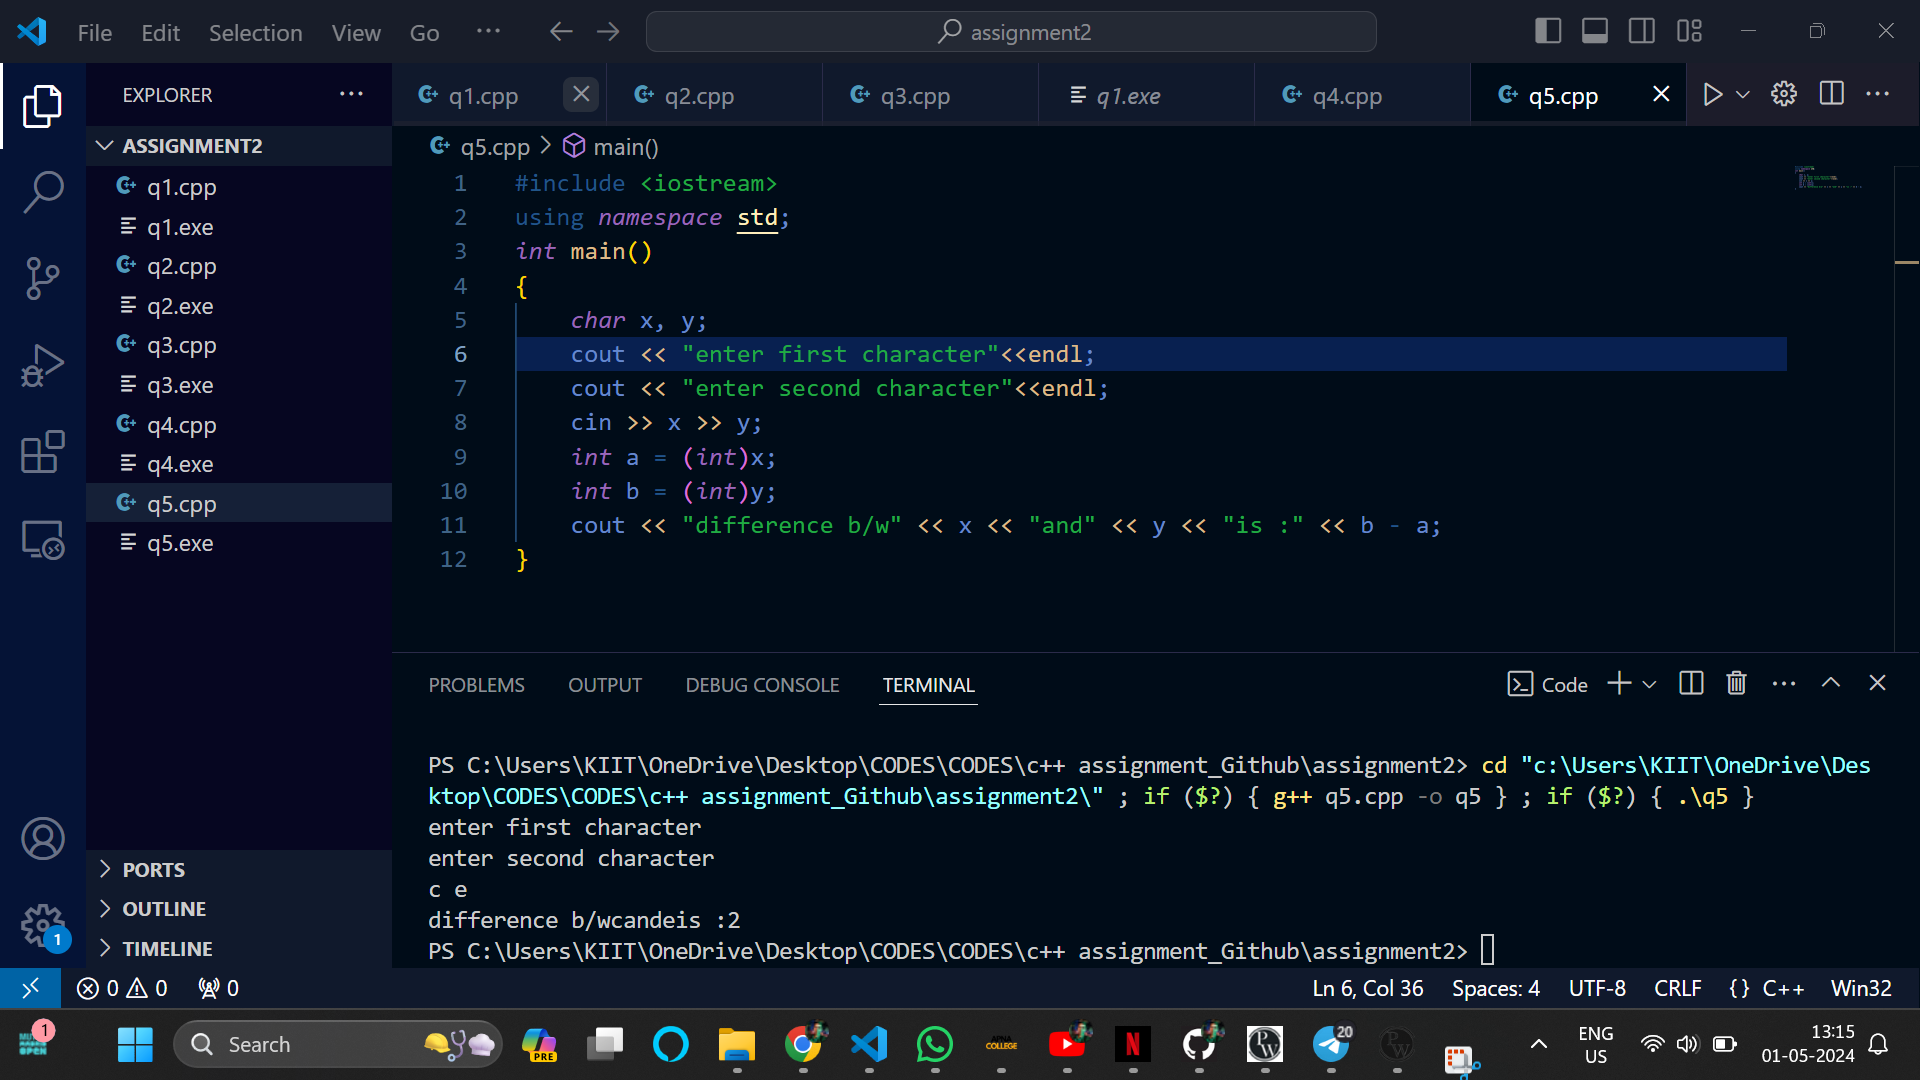 File Edit Selection View Go ··· assignment2
EXPLORER ···
q1.cpp q2.cpp q3.cpp q1.exe q4.cpp q5.cpp
ASSIGNMENT2
q1.cpp
q1.exe
q2.cpp
q2.exe
q3.cpp
q3.exe
q4.cpp
q4.exe
q5.cpp
q5.exe
PORTS
OUTLINE
TIMELINE
1
q5.cpp > main()
1 #include <iostream>
2 using namespace std;
3 int main()
4 {
5 char x, y;
6 cout << "enter first character"<<endl;
7 cout << "enter second character"<<endl;
8 cin >> x >> y;
9 int a = (int)x;
10 int b = (int)y;
11 cout << "difference b/w" << x << "and" << y << "is :" << b - a;
12 }
PROBLEMS OUTPUT DEBUG CONSOLE TERMINAL Code
PS C:\Users\KIIT\OneDrive\Desktop\CODES\CODES\c++ assignment_Github\assignment2> cd "c:\Users\KIIT\OneDrive\Des
ktop\CODES\CODES\c++ assignment_Github\assignment2\" ; if ($?) { g++ q5.cpp -o q5 } ; if ($?) { .\q5 }
enter first character
enter second character
c e
difference b/wcandeis :2
PS C:\Users\KIIT\OneDrive\Desktop\CODES\CODES\c++ assignment_Github\assignment2>
0 0 0 Ln 6, Col 36 Spaces: 4 UTF-8 CRLF {} C++ Win32
1
OPEN
Search
PRE
COLLEGE
N
PW
20
PW
ENG
US
13:15
01-05-2024